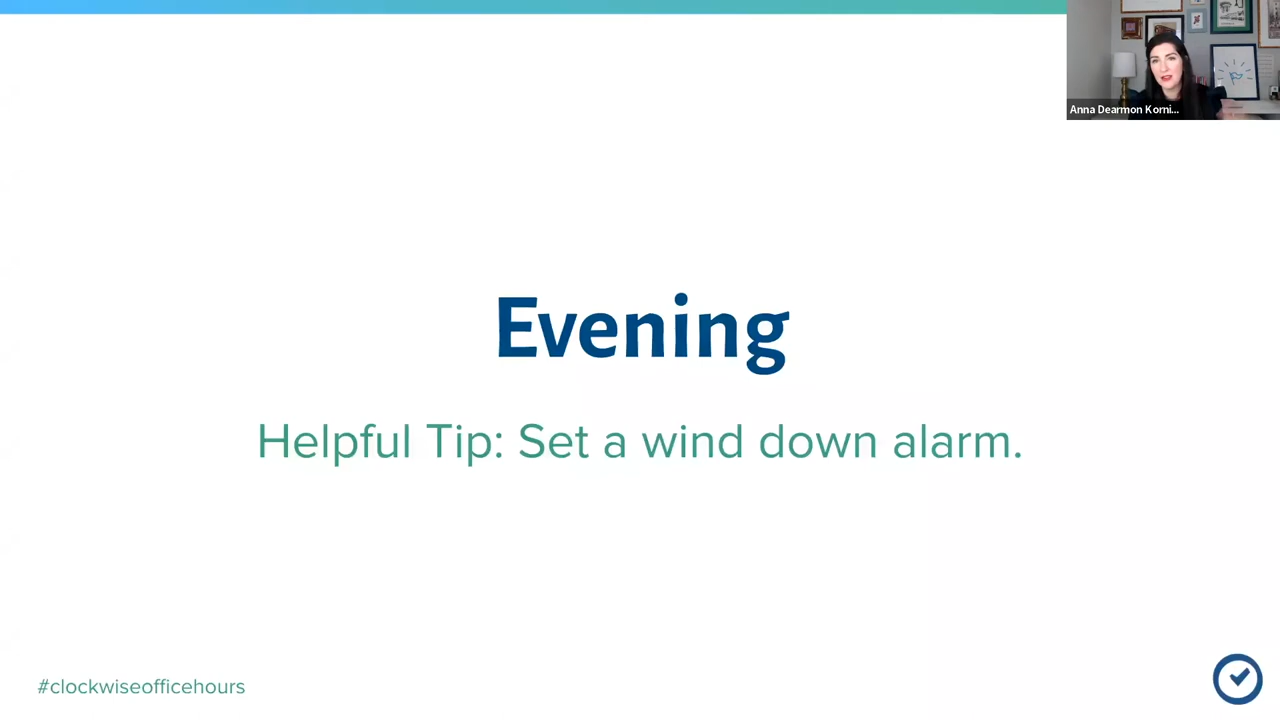 Anna Dearmon Korni...
Evening
Helpful Tip: Set a wind down alarm.
#clockwiseofficehours